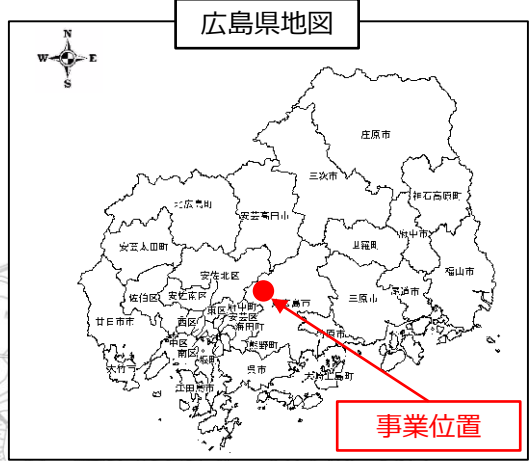 広島県地図
N
W E
S
庄原市
三次市
北広島町
安芸高田市
神石高原町
安芸太田町
世羅町
府中市
福山市
安佐北区
安佐南区
佐伯区
東区
府中町
安芸区
海田町
三原市
尾道市
廿日市市
西区
中区
南区
坂町
熊野町
呉市
大竹市
江田島市
大崎上島町
事業位置